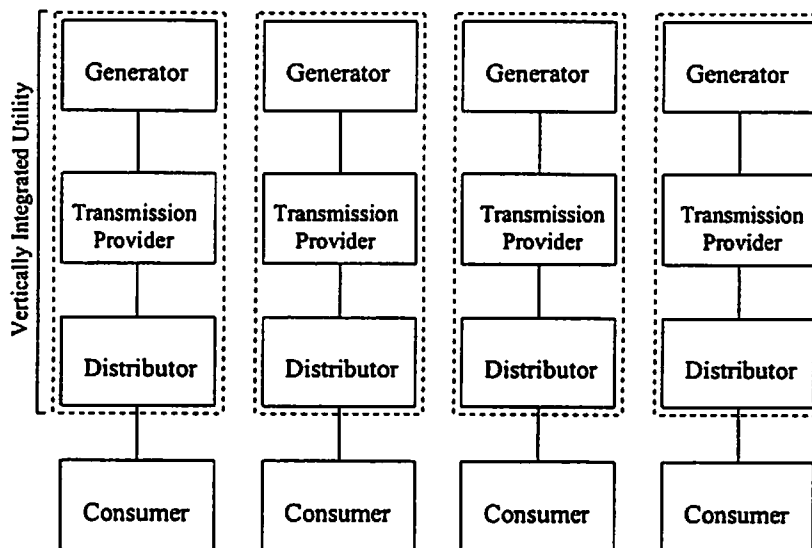 Vertically Integrated Utility
Generator
Generator
Generator
Generator
Transmission
Provider
Transmission
Provider
Transmission
Provider
Transmission
Provider
Distributor
Distributor
Distributor
Distributor
Consumer
Consumer
Consumer
Consumer